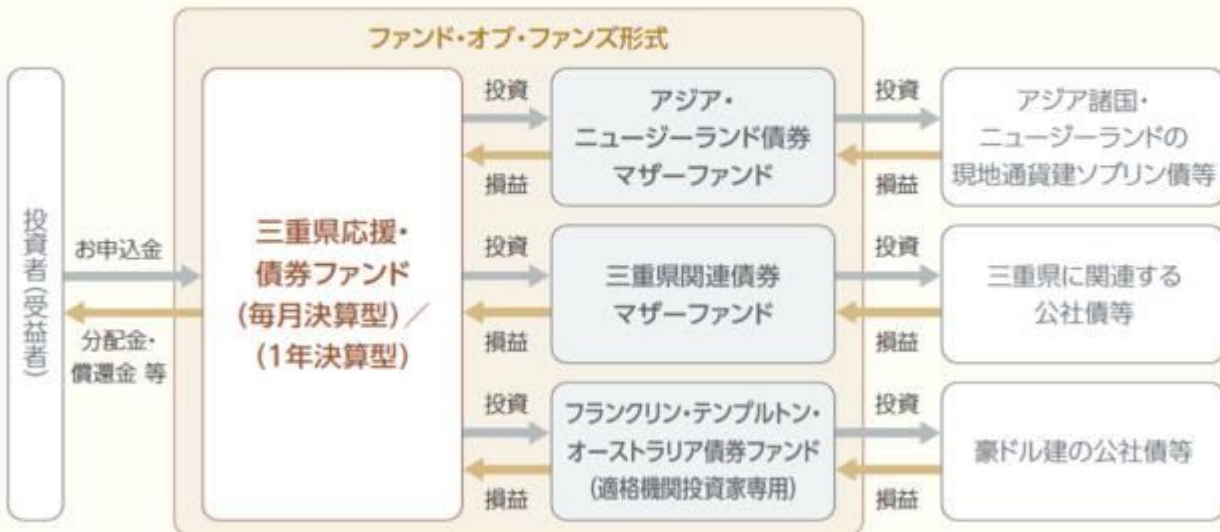 ファンド・オブ・ファンズ形式
投資者(受益者)
お申込金
分配金・
償還金 等
三重県応援・
債券ファンド
(毎月決算型)／
(1年決算型)
投資
損益
アジア・
ニュージーランド債券
マザーファンド
投資
損益
アジア諸国・
ニュージーランドの
現地通貨建ソブリン債等
投資
損益
三重県関連債券
マザーファンド
投資
損益
三重県に関連する
公社債等
投資
損益
フランクリン・テンプルトン・
オーストラリア債券ファンド
(適格機関投資家専用)
投資
損益
豪ドル建の公社債等